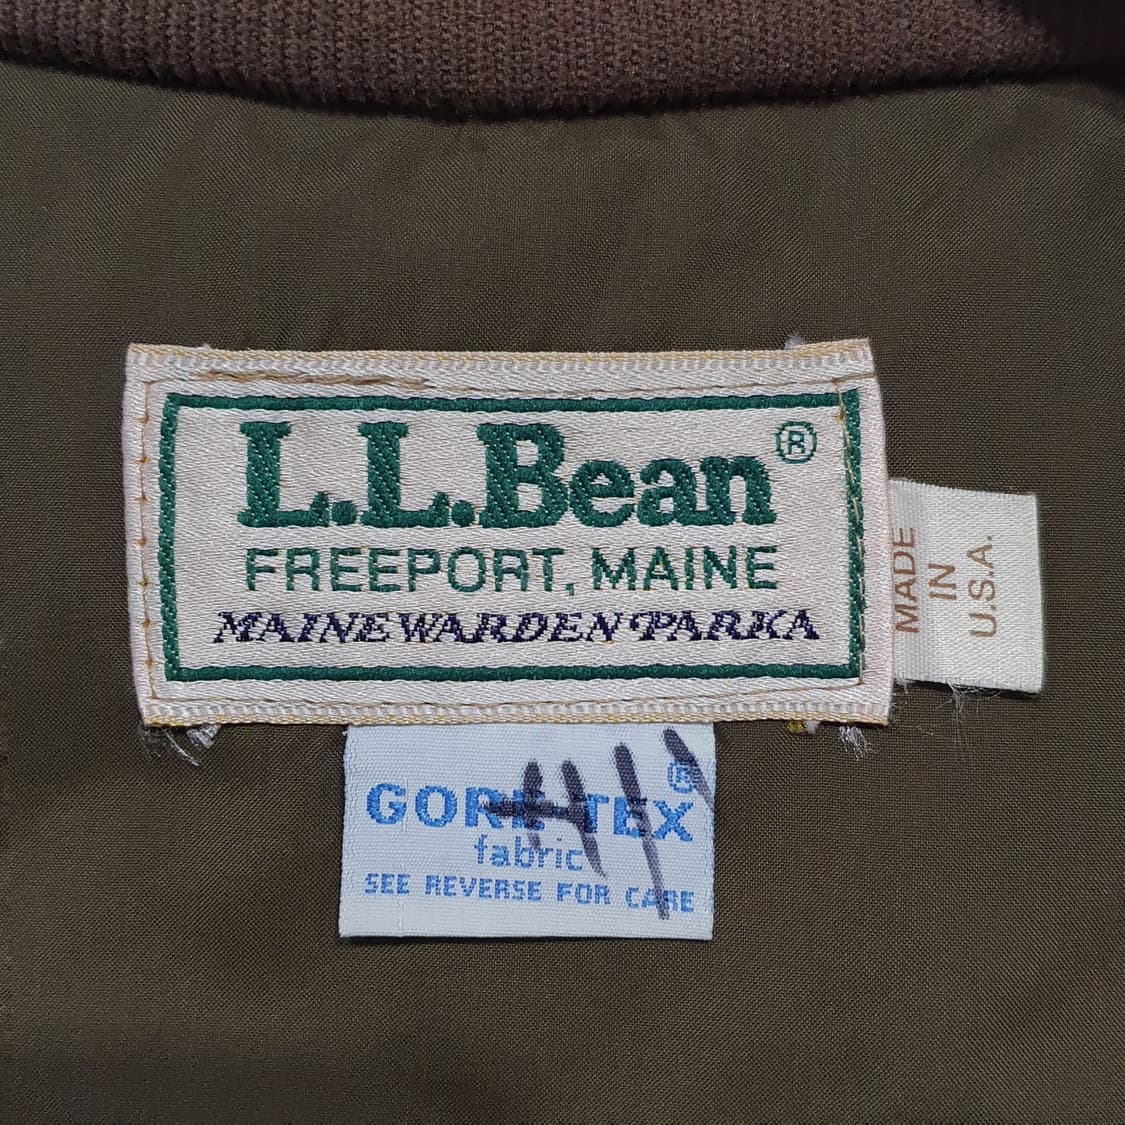 L.L.Bean®
FREEPORT, MAINE
MAINE WARDEN PARKA
MADE
IN
U.S.A.
GORE-TEX®
fabric
SEE REVERSE FOR CARE